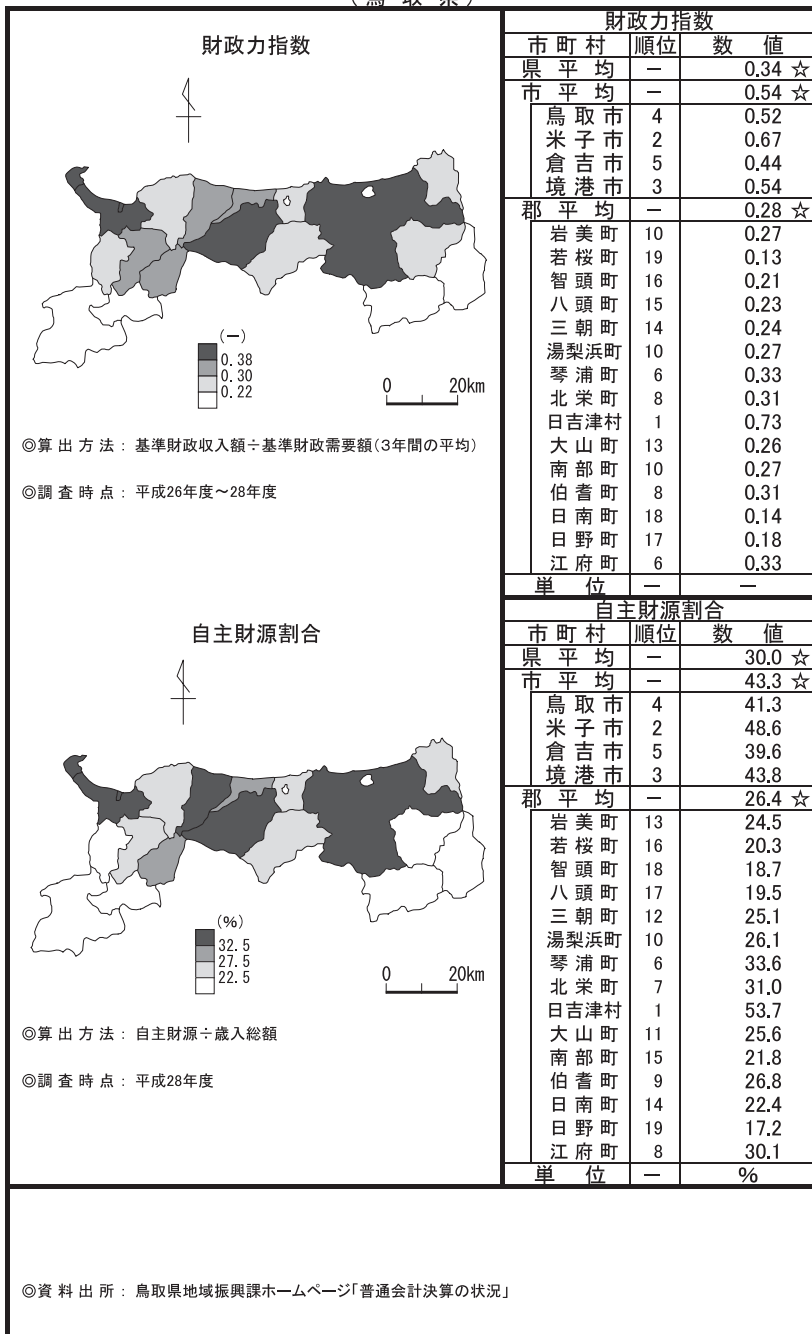 (鳥取県)
財政力指数
(－)
0.38
0.30
0.22
0 20km
◎算出方法：基準財政収入額÷基準財政需要額(3年間の平均)
◎調査時点：平成26年度～28年度
財政力指数
市町村 順位 数値
県平均 － 0.34 ☆
市平均 － 0.54 ☆
鳥取市 4 0.52
米子市 2 0.67
倉吉市 5 0.44
境港市 3 0.54
郡平均 － 0.28 ☆
岩美町 10 0.27
若桜町 19 0.13
智頭町 16 0.21
八頭町 15 0.23
三朝町 14 0.24
湯梨浜町 10 0.27
琴浦町 6 0.33
北栄町 8 0.31
日吉津村 1 0.73
大山町 13 0.26
南部町 10 0.27
伯耆町 8 0.31
日南町 18 0.14
日野町 17 0.18
江府町 6 0.33
単位 － －
自主財源割合
(%)
32.5
27.5
22.5
0 20km
◎算出方法：自主財源÷歳入総額
◎調査時点：平成28年度
自主財源割合
市町村 順位 数値
県平均 － 30.0 ☆
市平均 － 43.3 ☆
鳥取市 4 41.3
米子市 2 48.6
倉吉市 5 39.6
境港市 3 43.8
郡平均 － 26.4 ☆
岩美町 13 24.5
若桜町 16 20.3
智頭町 18 18.7
八頭町 17 19.5
三朝町 12 25.1
湯梨浜町 10 26.1
琴浦町 6 33.6
北栄町 7 31.0
日吉津村 1 53.7
大山町 11 25.6
南部町 15 21.8
伯耆町 9 26.8
日南町 14 22.4
日野町 19 17.2
江府町 8 30.1
単位 － %
◎資料出所：鳥取県地域振興課ホームページ「普通会計決算の状況」